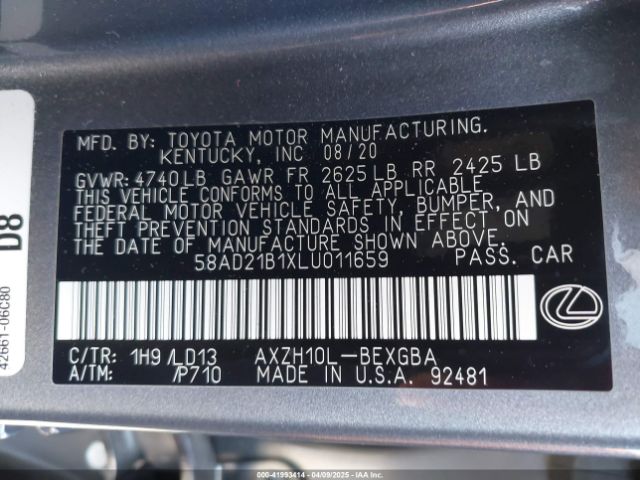 MFD. BY: TOYOTA MOTOR MANUFACTURING.
KENTUCKY, INC 08/20
GVWR: 4740LB GAWR FR 2625LB RR 2425 LB
THIS VEHICLE CONFORMS TO ALL APPLICABLE
FEDERAL MOTOR VEHICLE SAFETY, BUMPER, AND
THEFT PREVENTION STANDARDS IN EFFECT ON
THE DATE OF MANUFACTURE SHOWN ABOVE.
58AD21B1XLU011659 PASS. CAR
C/TR: 1H9/LD13 AXZH10L-BEXGBA
A/TM: /P710 MADE IN U.S.A. 92481
42661-06C80
D8
AXXE-41993414 04/09/2025 IAAI.COM